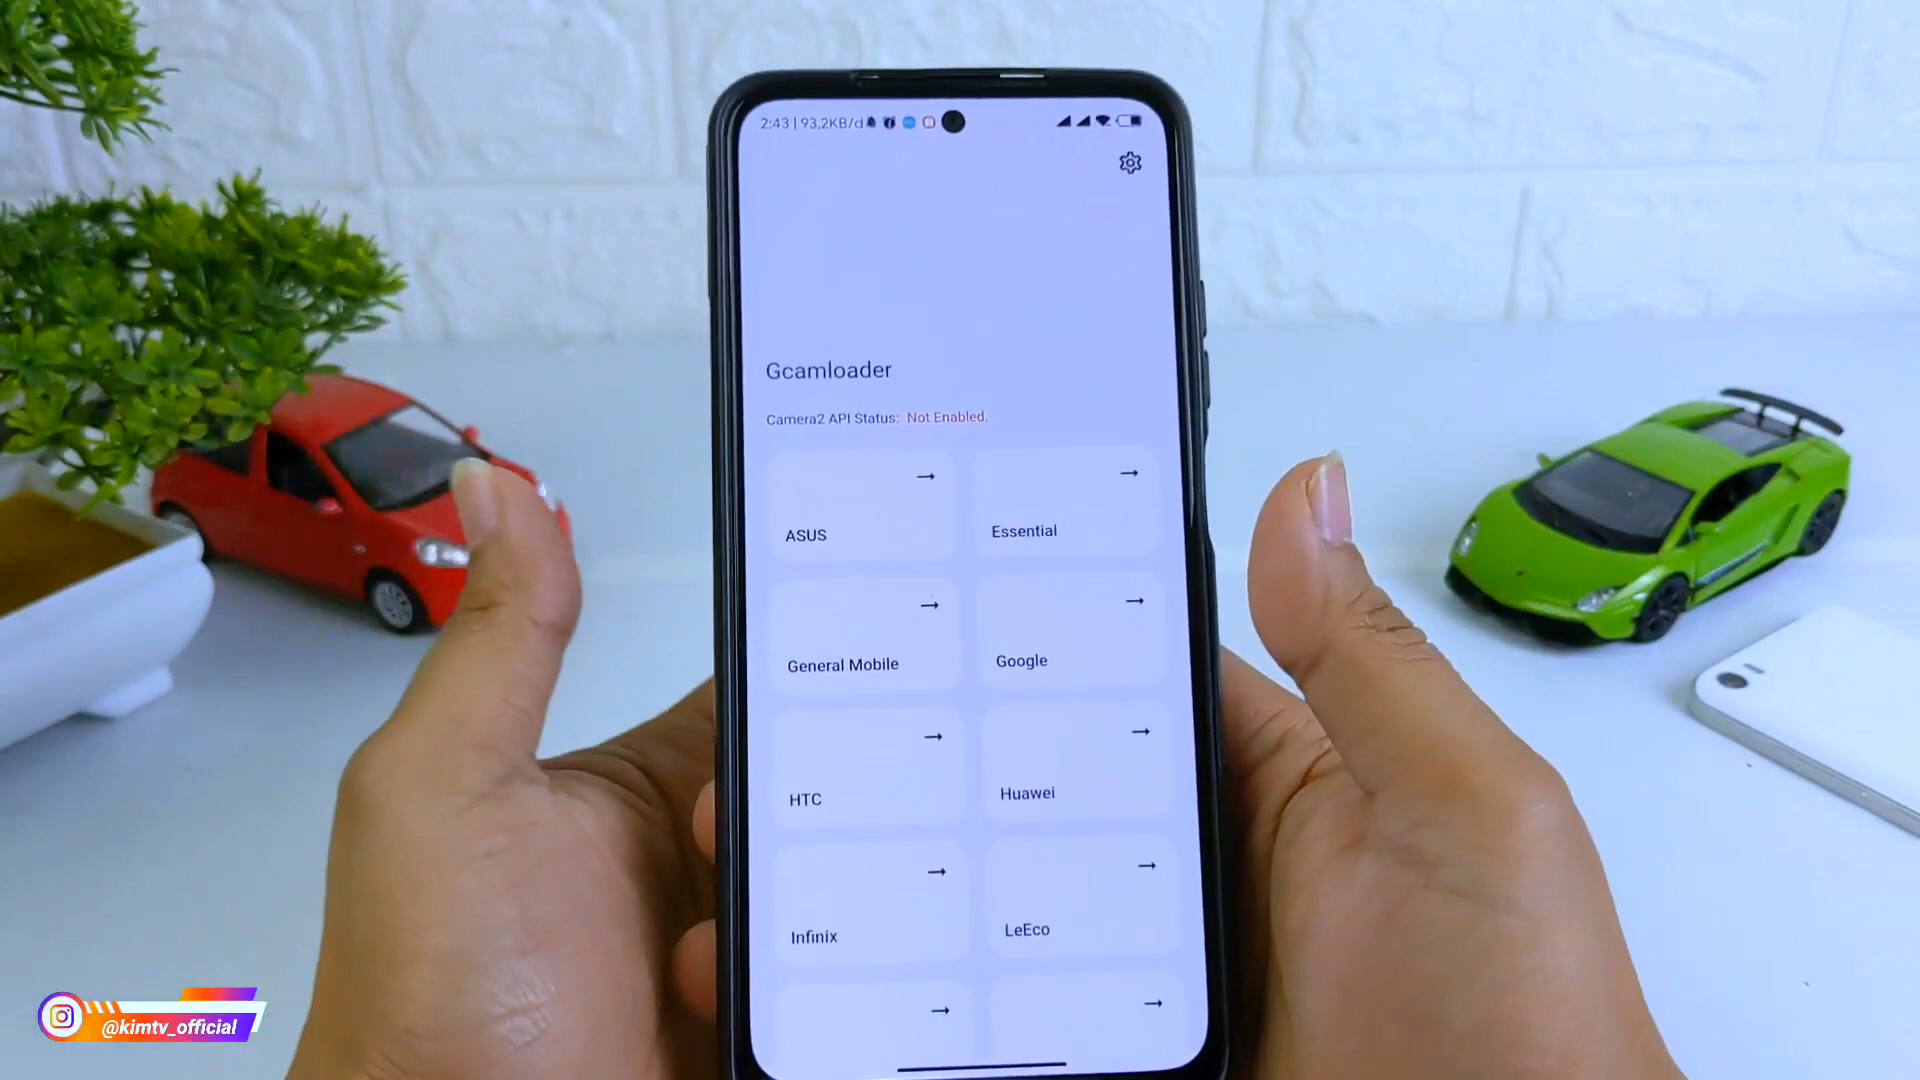 2:43 | 93,2KB/d
Gcamloader
Camera2 API Status: Not Enabled.
ASUS
Essential
General Mobile
Google
HTC
Huawei
Infinix
LeEco
@kimtv_official